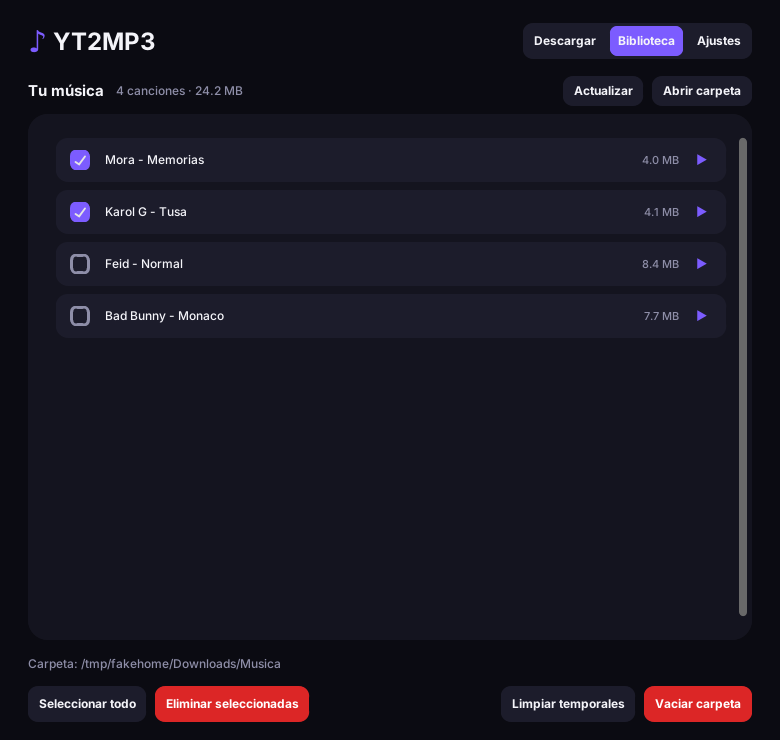 ♪ YT2MP3
Descargar Biblioteca Ajustes
Tu música 4 canciones · 24.2 MB Actualizar Abrir carpeta
Mora - Memorias 4.0 MB
Karol G - Tusa 4.1 MB
Feid - Normal 8.4 MB
Bad Bunny - Monaco 7.7 MB
Carpeta: /tmp/fakehome/Downloads/Musica
Seleccionar todo Eliminar seleccionadas Limpiar temporales Vaciar carpeta